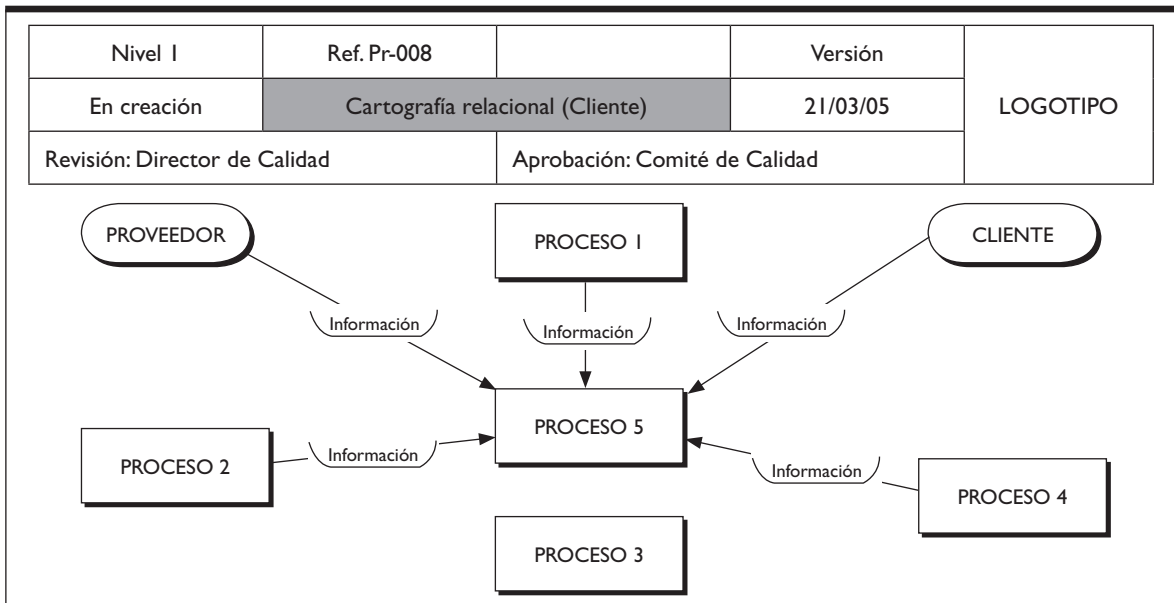 Nivel 1 Ref. Pr-008 Versión
En creación Cartografía relacional (Cliente) 21/03/05 LOGOTIPO
Revisión: Director de Calidad Aprobación: Comité de Calidad
PROVEEDOR PROCESO 1 CLIENTE
Información Información Información
PROCESO 5
PROCESO 2 Información Información PROCESO 4
PROCESO 3